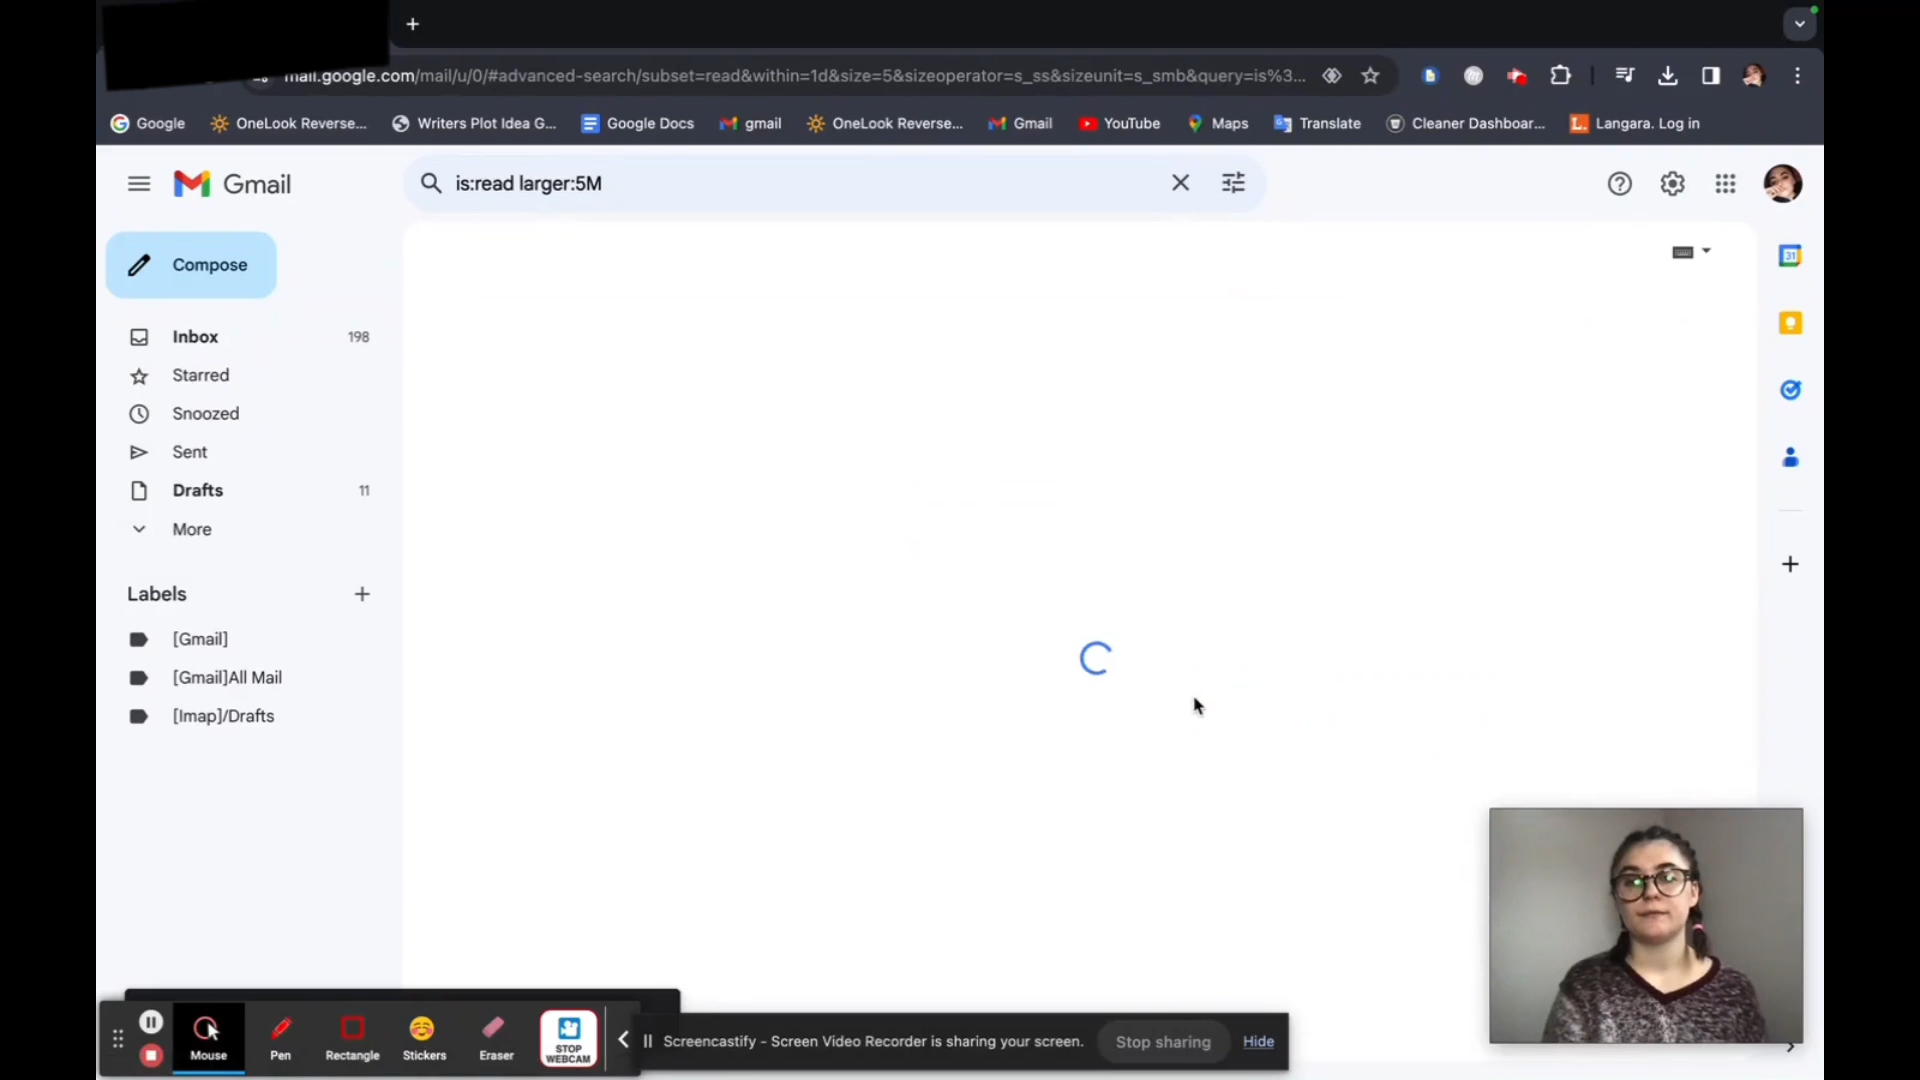 mail.google.com/mail/u/0/#advanced-search/subset=read&within=1d&size=5&sizeoperator=s_ss&sizeunit=s_smb&query=is%3...
Google
OneLook Reverse...
Writers Plot Idea G...
Google Docs
gmail
OneLook Reverse...
Gmail
YouTube
Maps
Translate
Cleaner Dashboar...
L.
Langara. Log in
Gmail
is:read larger:5M
Compose
31
Inbox 198
Starred
Snoozed
Sent
Drafts 11
More
Labels
[Gmail]
[Gmail]All Mail
[Imap]/Drafts
Mouse
Pen
Rectangle
Stickers
Eraser
STOP
WEBCAM
Screencastify - Screen Video Recorder is sharing your screen.
Stop sharing
Hide